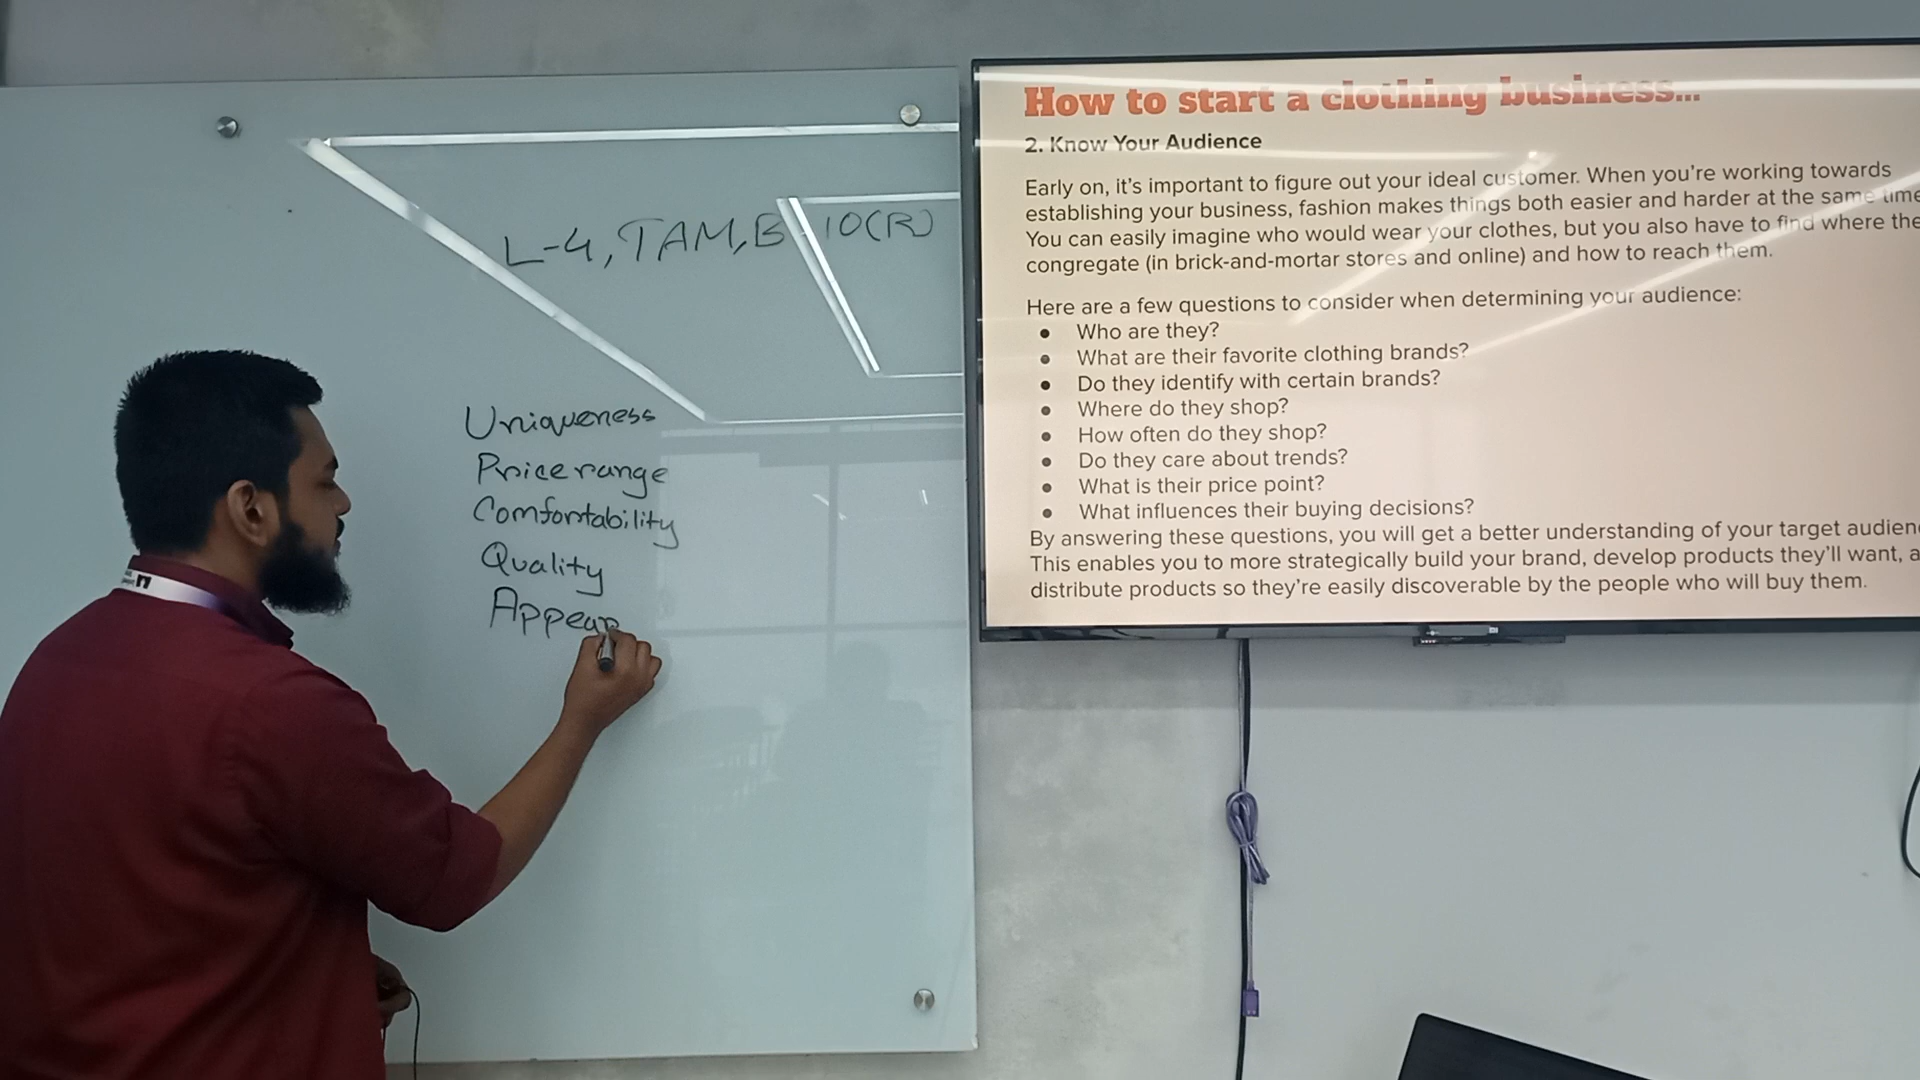 L-4, TAM, B-10(R)
Uniqueness
Price range
Comfortability
Quality
Appear
How to start a clothing business...
2. Know Your Audience
Early on, it's important to figure out your ideal customer. When you're working towards
establishing your business, fashion makes things both easier and harder at the same time
You can easily imagine who would wear your clothes, but you also have to find where the
congregate (in brick-and-mortar stores and online) and how to reach them.
Here are a few questions to consider when determining your audience:
● Who are they?
● What are their favorite clothing brands?
● Do they identify with certain brands?
● Where do they shop?
● How often do they shop?
● Do they care about trends?
● What is their price point?
● What influences their buying decisions?
By answering these questions, you will get a better understanding of your target audien
This enables you to more strategically build your brand, develop products they'll want, a
distribute products so they're easily discoverable by the people who will buy them.